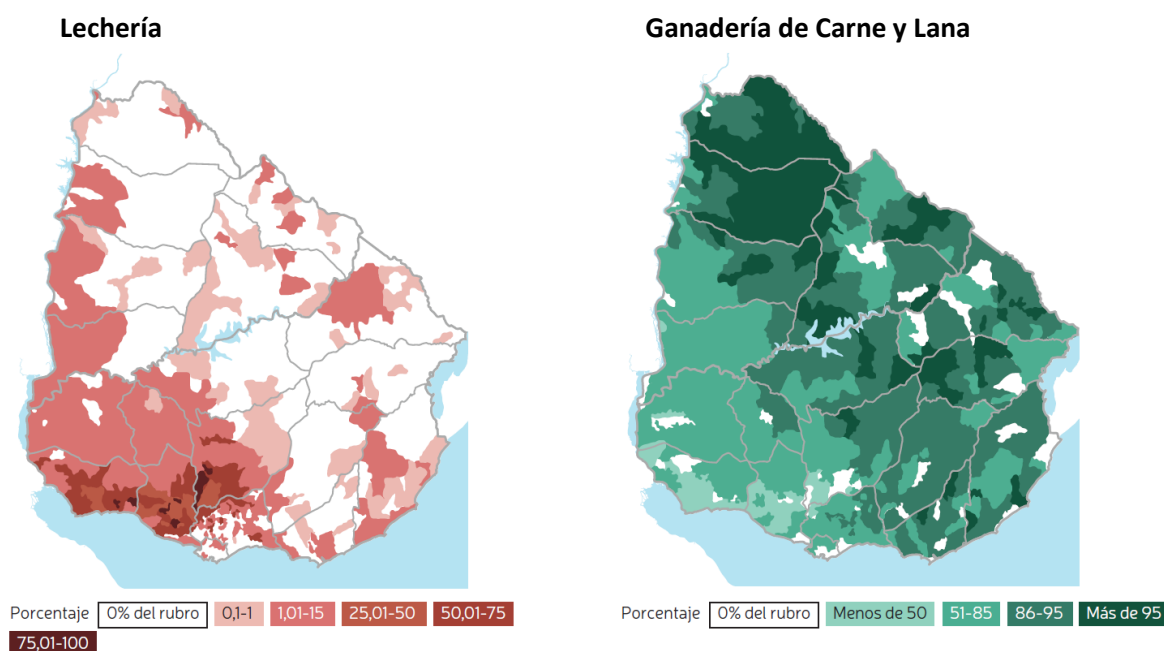 Lechería
Ganadería de Carne y Lana
Porcentaje 0% del rubro 0,1-1 1,01-15 25,01-50 50,01-75
75,01-100
Porcentaje 0% del rubro Menos de 50 51-85 86-95 Más de 95